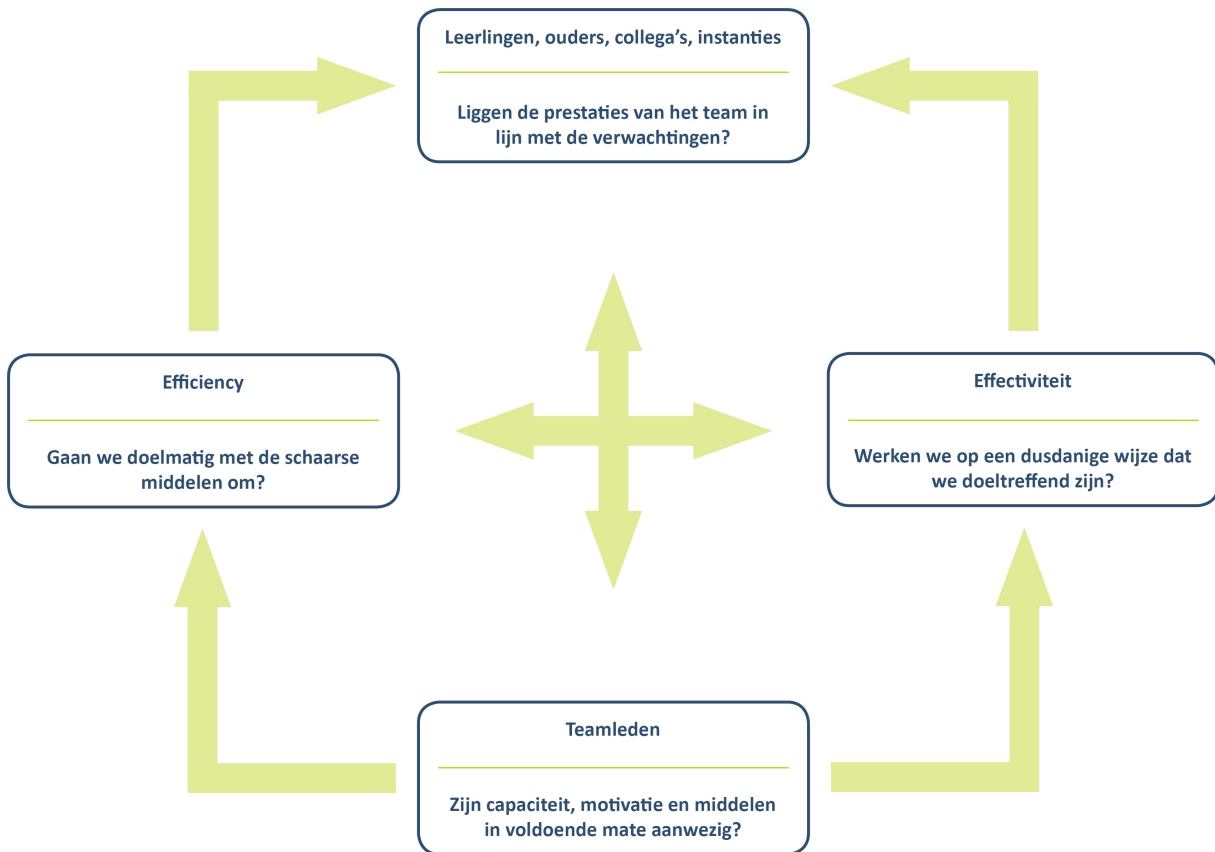 Leerlingen, ouders, collega’s, instanties
Liggen de prestaties van het team in
lijn met de verwachtingen?
Efficiency
Gaan we doelmatig met de schaarse
middelen om?
Effectiviteit
Werken we op een dusdanige wijze dat
we doeltreffend zijn?
Teamleden
Zijn capaciteit, motivatie en middelen
in voldoende mate aanwezig?